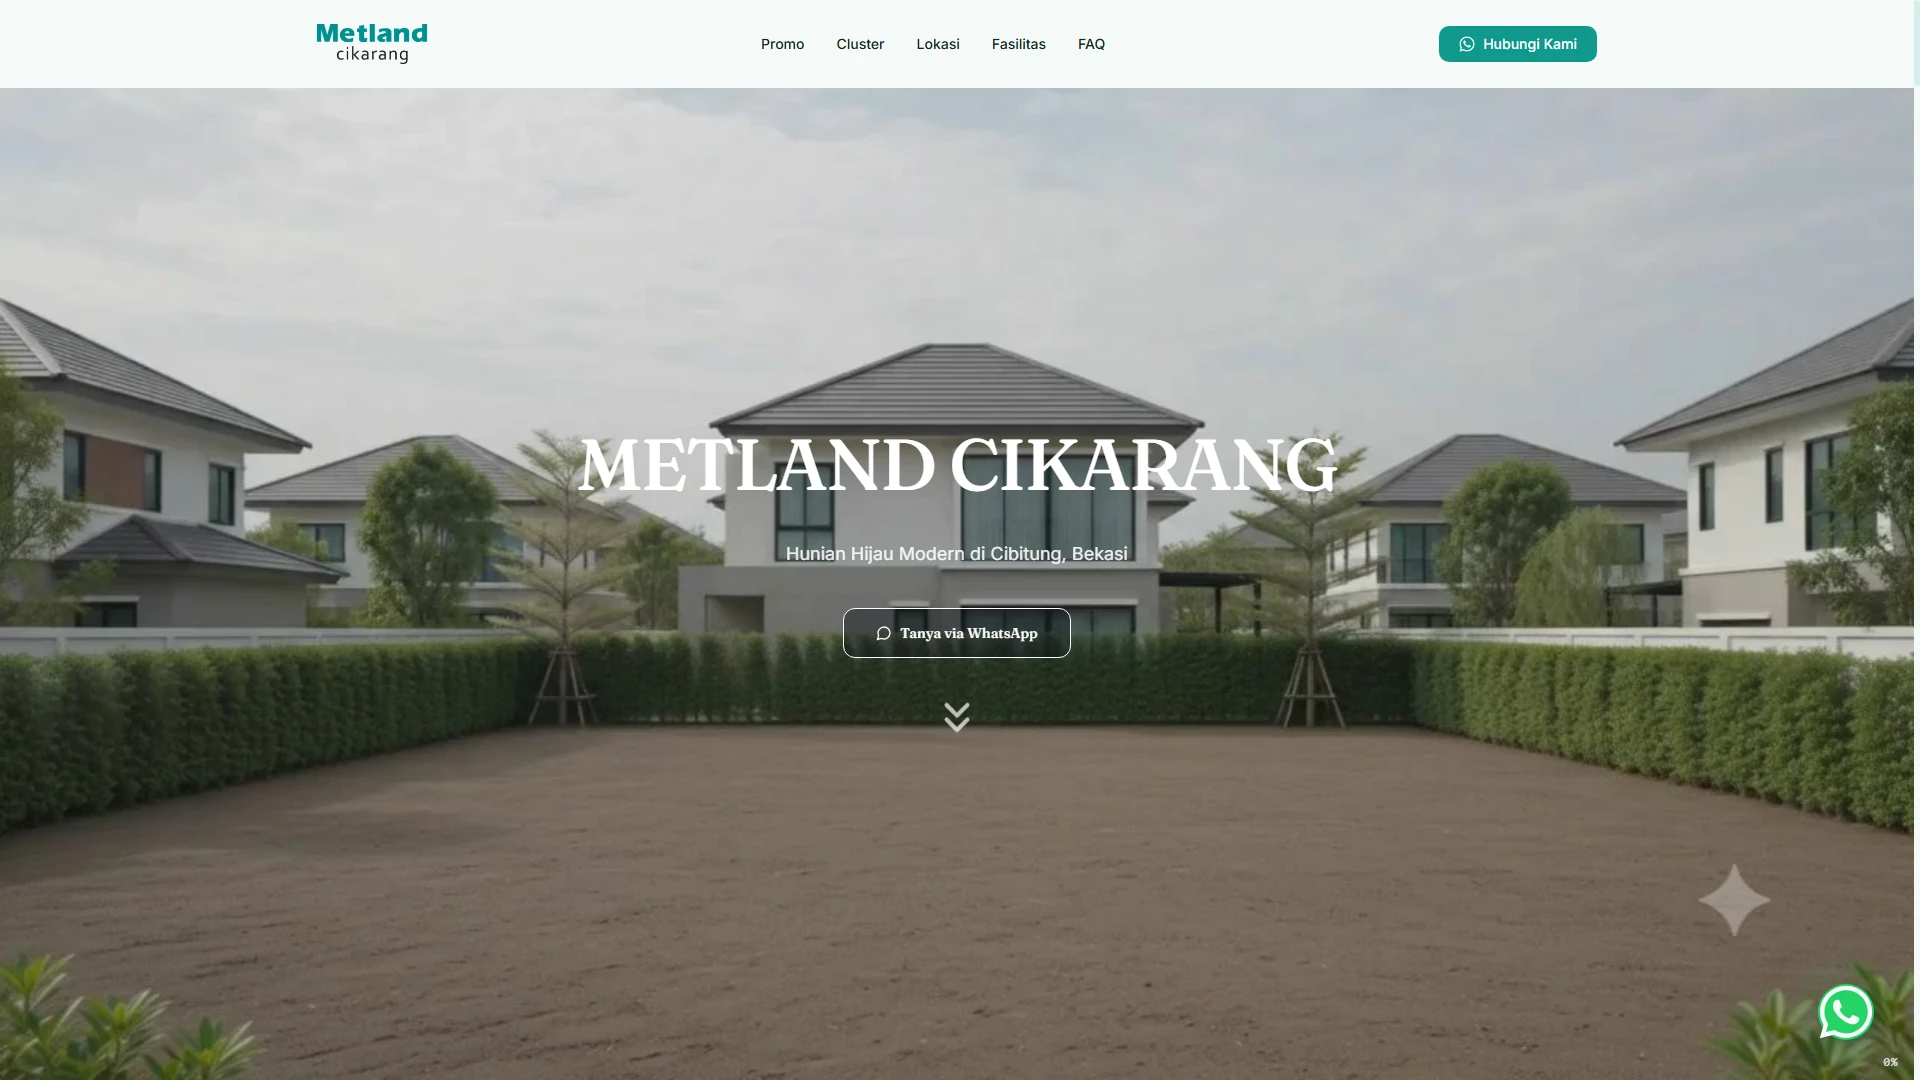 Metland
cikarang
Promo
Cluster
Lokasi
Fasilitas
FAQ
Hubungi Kami
METLAND CIKARANG
Hunian Hijau Modern di Cibitung, Bekasi
Tanya via WhatsApp
0%